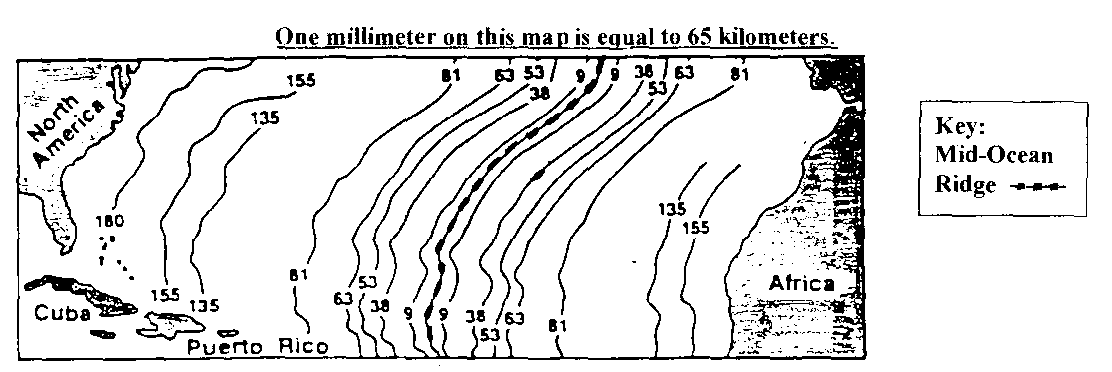 One millimeter on this map is equal to 65 kilometers.
81 63 53 9 9 38 63 81
155 38 53
135
North
America
Key:
Mid-Ocean
Ridge
180 135
155
81 53 Africa
155 135 63 38 9 9 38 63 81
Cuba 53
Puerto Rico